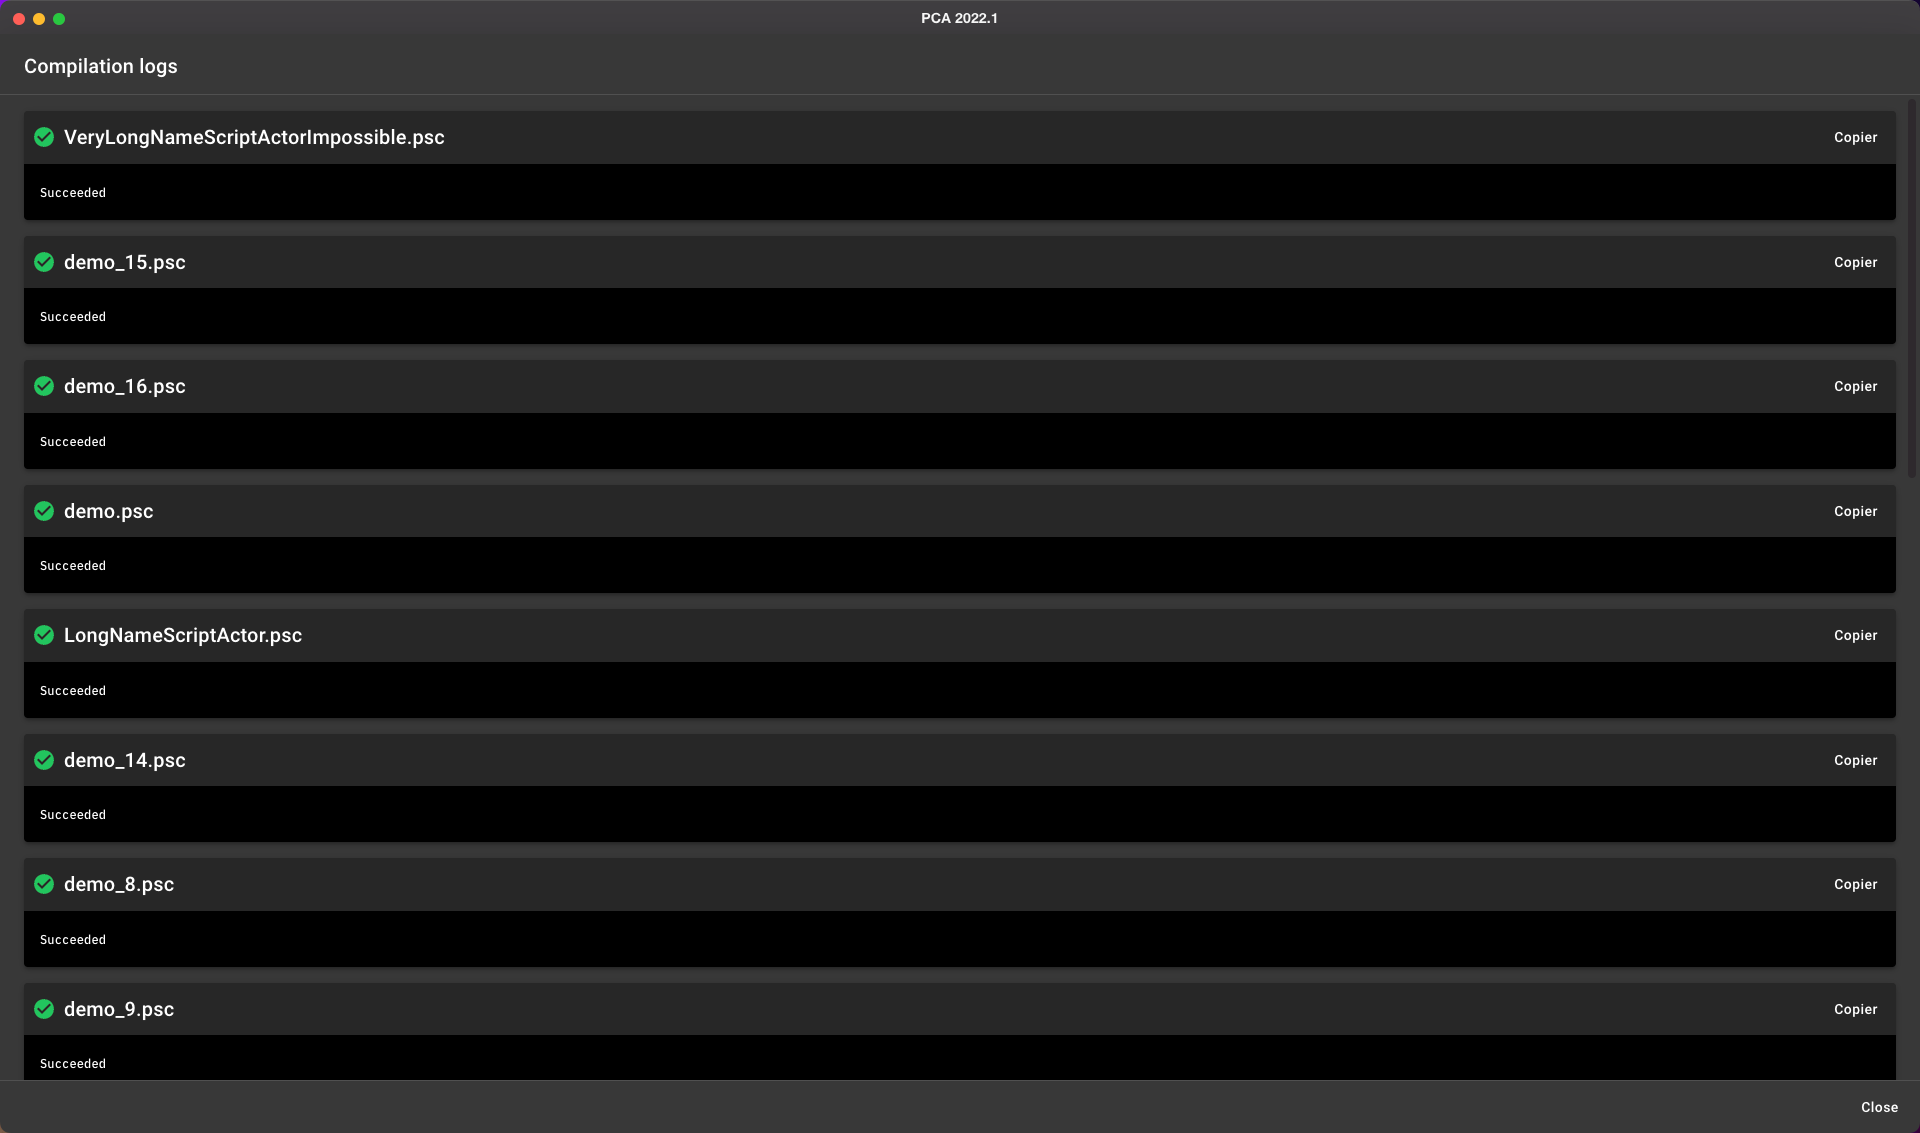 PCA 2022.1
Compilation logs
VeryLongNameScriptActorImpossible.psc Copier
Succeeded
demo_15.psc Copier
Succeeded
demo_16.psc Copier
Succeeded
demo.psc Copier
Succeeded
LongNameScriptActor.psc Copier
Succeeded
demo_14.psc Copier
Succeeded
demo_8.psc Copier
Succeeded
demo_9.psc Copier
Succeeded
Close